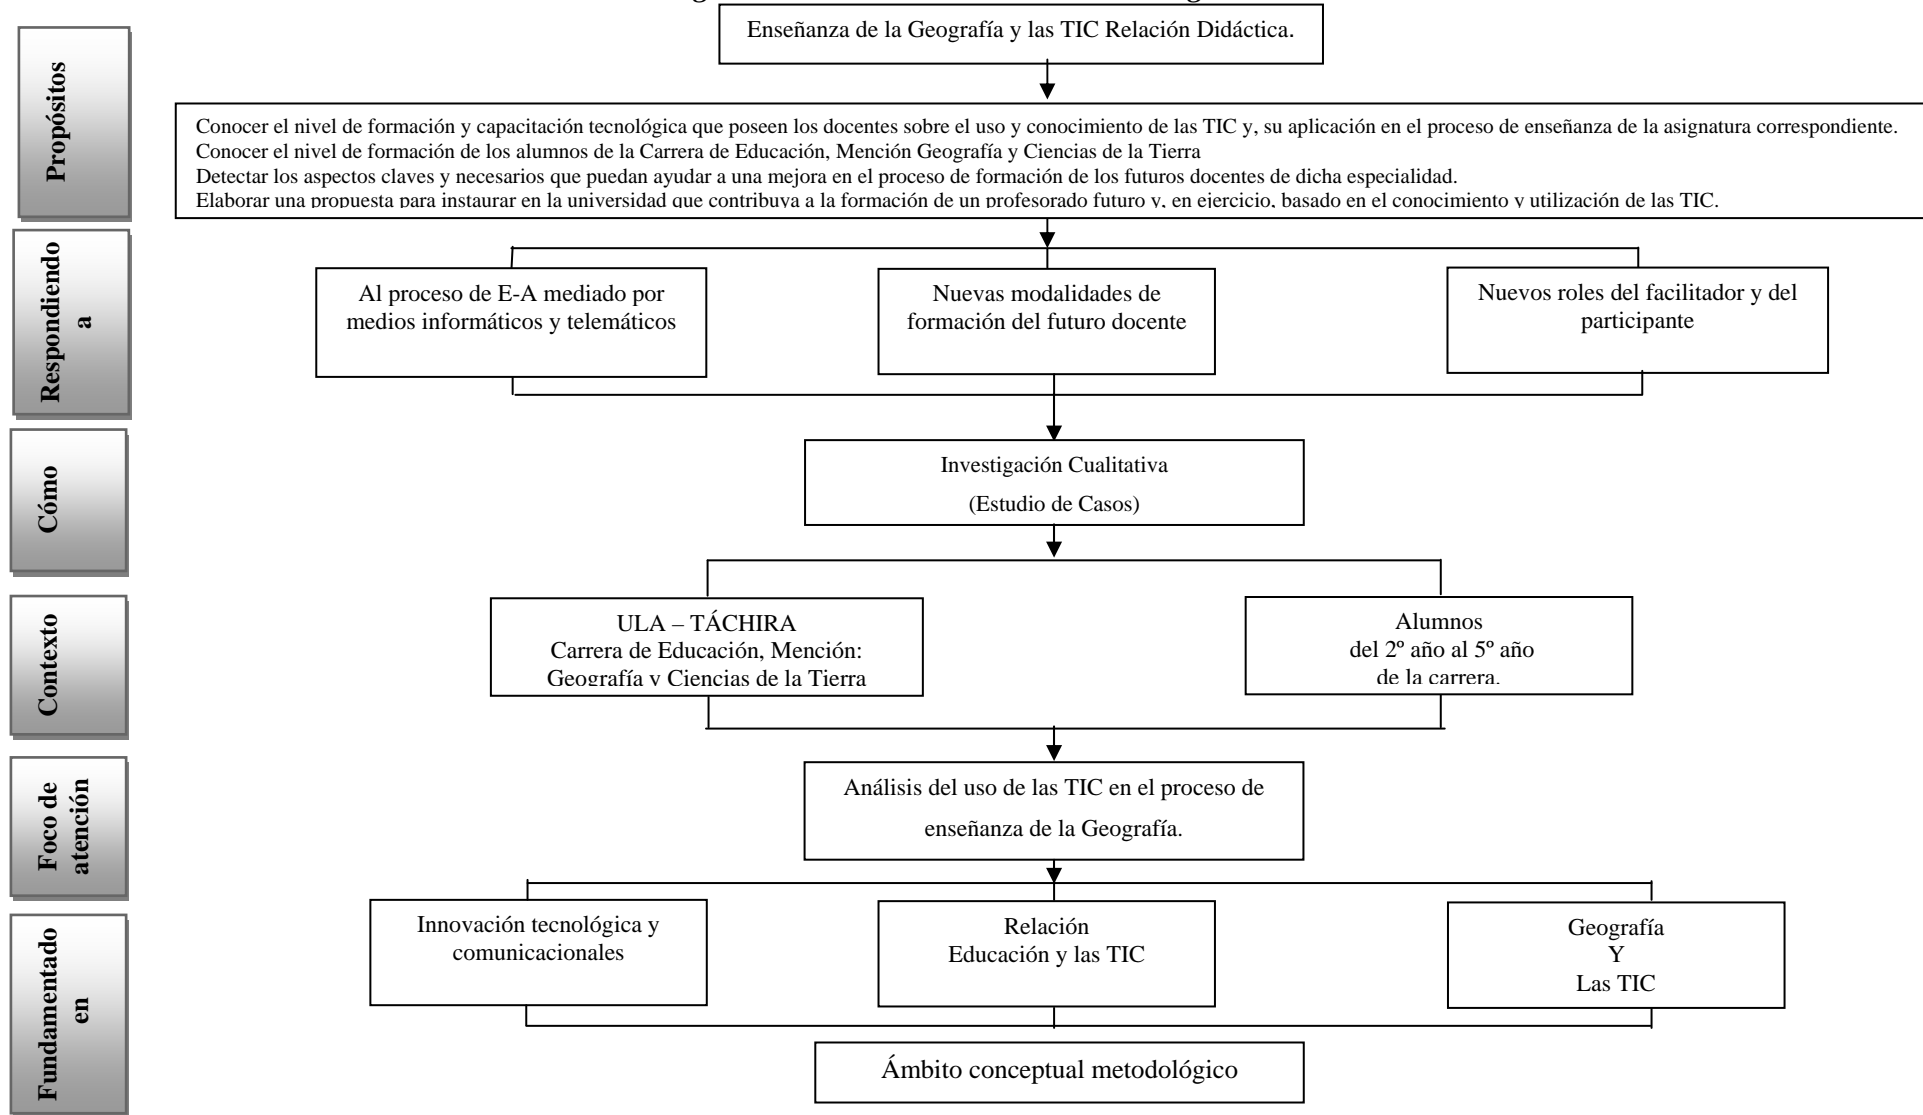 Enseñanza de la Geografía y las TIC Relación Didáctica.
Propósitos
Conocer el nivel de formación y capacitación tecnológica que poseen los docentes sobre el uso y conocimiento de las TIC y, su aplicación en el proceso de enseñanza de la asignatura correspondiente.
Conocer el nivel de formación de los alumnos de la Carrera de Educación, Mención Geografía y Ciencias de la Tierra
Detectar los aspectos claves y necesarios que puedan ayudar a una mejora en el proceso de formación de los futuros docentes de dicha especialidad.
Elaborar una propuesta para instaurar en la universidad que contribuya a la formación de un profesorado futuro y, en ejercicio, basado en el conocimiento y utilización de las TIC.
Respondiendo
a
Al proceso de E-A mediado por
medios informáticos y telemáticos
Nuevas modalidades de
formación del futuro docente
Nuevos roles del facilitador y del
participante
Cómo
Investigación Cualitativa
(Estudio de Casos)
Contexto
ULA – TÁCHIRA
Carrera de Educación, Mención:
Geografía y Ciencias de la Tierra
Alumnos
del 2º año al 5º año
de la carrera.
Foco de
atención
Análisis del uso de las TIC en el proceso de
enseñanza de la Geografía.
Fundamentado
en
Innovación tecnológica y
comunicacionales
Relación
Educación y las TIC
Geografía
Y
Las TIC
Ámbito conceptual metodológico